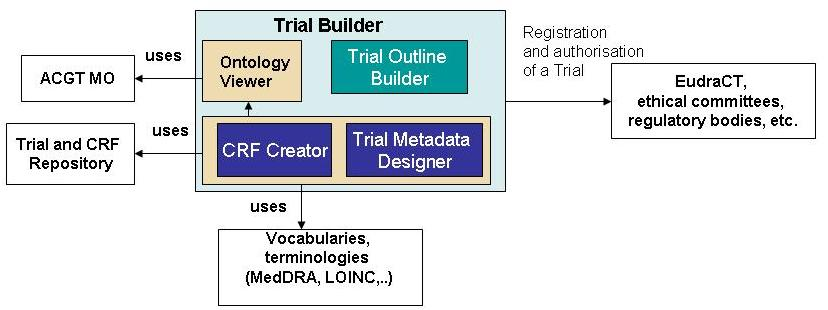 Trial Builder
uses
ACGT MO
Ontology
Viewer
Trial Outline
Builder
Registration
and authorisation
of a Trial
EudraCT,
ethical committees,
regulatory bodies, etc.
uses
Trial and CRF
Repository
CRF Creator
Trial Metadata
Designer
uses
Vocabularies,
terminologies
(MedDRA, LOINC,..)